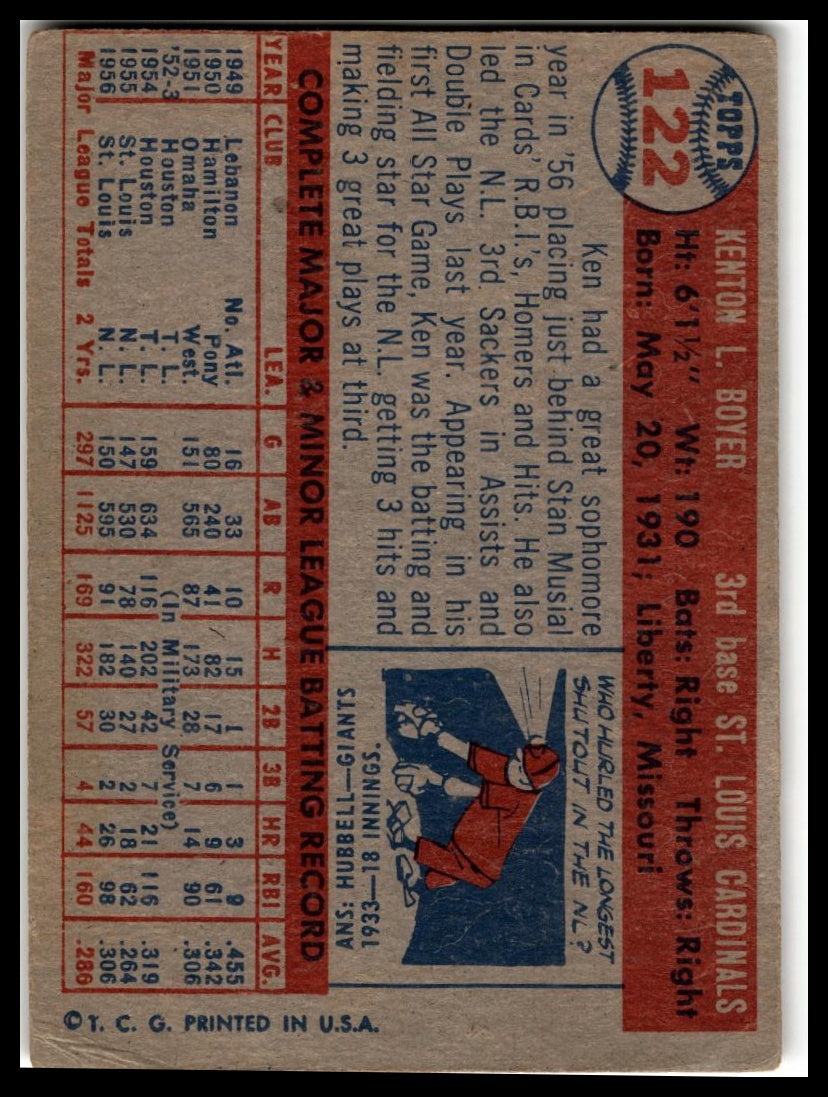 TOPPS
122
KENTON L. BOYER 3rd base ST. LOUIS CARDINALS
Ht: 6'1½" Wt: 190 Bats: Right Throws: Right
Born: May 20, 1931; Liberty, Missouri
Ken had a great sophomore
year in '56 placing just behind Stan Musial
in Cards' R.B.I.'s, Homers and Hits. He also
led the N.L. 3rd. Sackers in Assists and
Double Plays last year. Appearing in his
first All Star Game, Ken was the batting and
fielding star for the N.L. getting 3 hits and
making 3 great plays at third.
WHO HURLED THE LONGEST
SHUTOUT IN THE NL?
ANS: HUBBELL—GIANTS
1933—18 INNINGS.
COMPLETE MAJOR & MINOR LEAGUE BATTING RECORD
YEAR CLUB LEA. G AB R H 2B 3B HR RBI AVG.
1949 Lebanon No. Atl. 16 33 10 15 1 1 3 9 .455
1950 Hamilton Pony 80 240 41 82 17 6 9 61 .342
1951 Omaha West. 151 565 87 173 28 7 14 90 .306
'52-3 Houston T. L. (In Military Service)
1954 Houston T. L. 159 634 116 202 42 7 21 116 .319
1955 St. Louis N. L. 147 530 78 140 27 2 18 62 .264
1956 St. Louis N. L. 150 595 91 182 30 2 26 98 .306
Major League Totals 2 Yrs. 297 1125 169 322 57 4 44 160 .286
© T. C. G. PRINTED IN U.S.A.